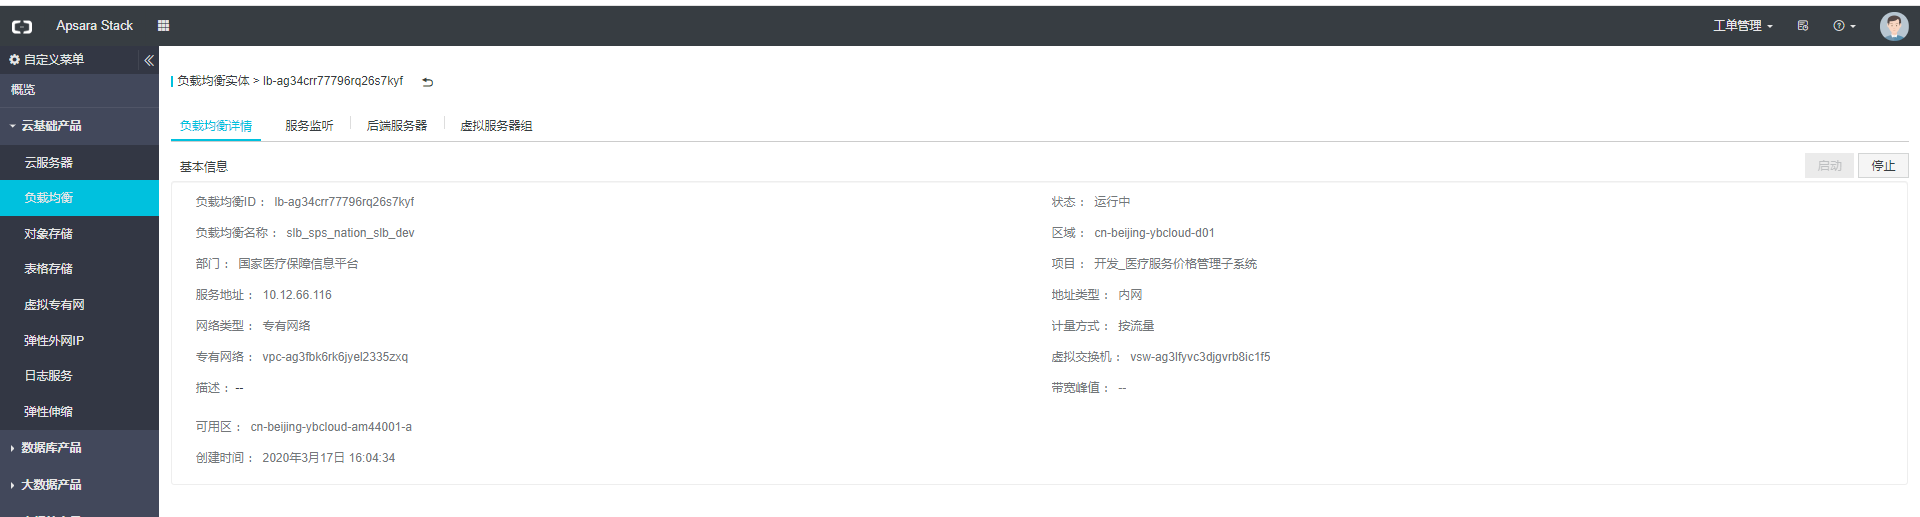 Apsara Stack
工单管理
自定义菜单
概览
云基础产品
云服务器
负载均衡
对象存储
表格存储
虚拟专有网
弹性外网IP
日志服务
弹性伸缩
数据库产品
大数据产品
负载均衡实体 > lb-ag34crr77796rq26s7kyf
负载均衡详情 服务监听 后端服务器 虚拟服务器组
基本信息 启动 停止
负载均衡ID： lb-ag34crr77796rq26s7kyf 状态： 运行中
负载均衡名称： slb_sps_nation_slb_dev 区域： cn-beijing-ybcloud-d01
部门： 国家医疗保障信息平台 项目： 开发_医疗服务价格管理子系统
服务地址： 10.12.66.116 地址类型： 内网
网络类型： 专有网络 计量方式： 按流量
专有网络： vpc-ag3fbk6rk6jyel2335zxq 虚拟交换机： vsw-ag3lfyvc3djgvrb8ic1f5
描述： -- 带宽峰值： --
可用区： cn-beijing-ybcloud-am44001-a
创建时间： 2020年3月17日 16:04:34